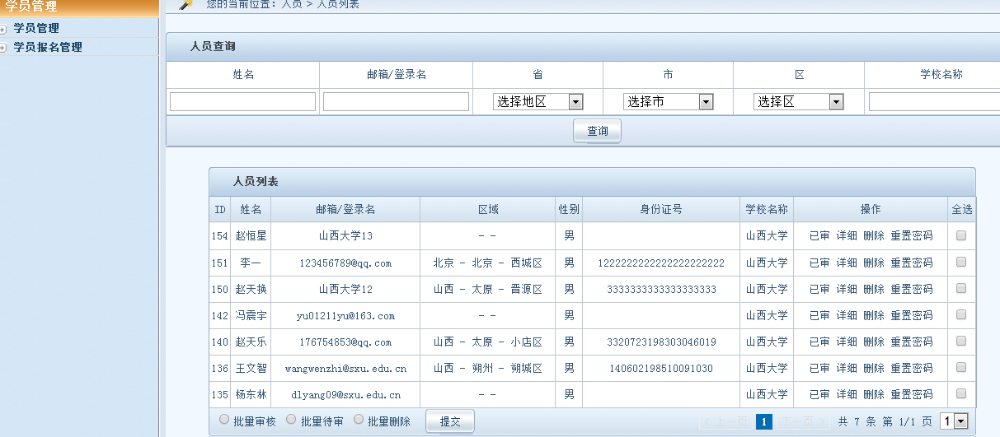 学员管理
您的当前位置: 人员 > 人员列表
学员管理
学员报名管理
人员查询
姓名 邮箱/登录名 省 市 区 学校名称
选择地区 选择市 选择区
查询
人员列表
ID 姓名 邮箱/登录名 区域 性别 身份证号 学校名称 操作 全选
154 赵恒星 山西大学13 - - 男 山西大学 已审 详细 删除 重置密码
151 李一 123456789@qq.com 北京 - 北京 - 西城区 男 1222222222222222222222 山西大学 已审 详细 删除 重置密码
150 赵天换 山西大学12 山西 - 太原 - 晋源区 男 3333333333333333333 山西大学 已审 详细 删除 重置密码
142 冯震宇 yu01211yu@163.com - - 男 山西大学 已审 详细 删除 重置密码
140 赵天乐 176754853@qq.com 山西 - 太原 - 小店区 男 3320723198303046019 山西大学 已审 详细 删除 重置密码
136 王文智 wangwenzhi@sxu.edu.cn 山西 - 朔州 - 朔城区 男 140602198510091030 山西大学 已审 详细 删除 重置密码
135 杨东林 dlyang09@sxu.edu.cn - - 男 山西大学 已审 详细 删除 重置密码
批量审核 批量待审 批量删除 提交 < 上一页 1 下一页 > 共 7 条 第 1/1 页 1